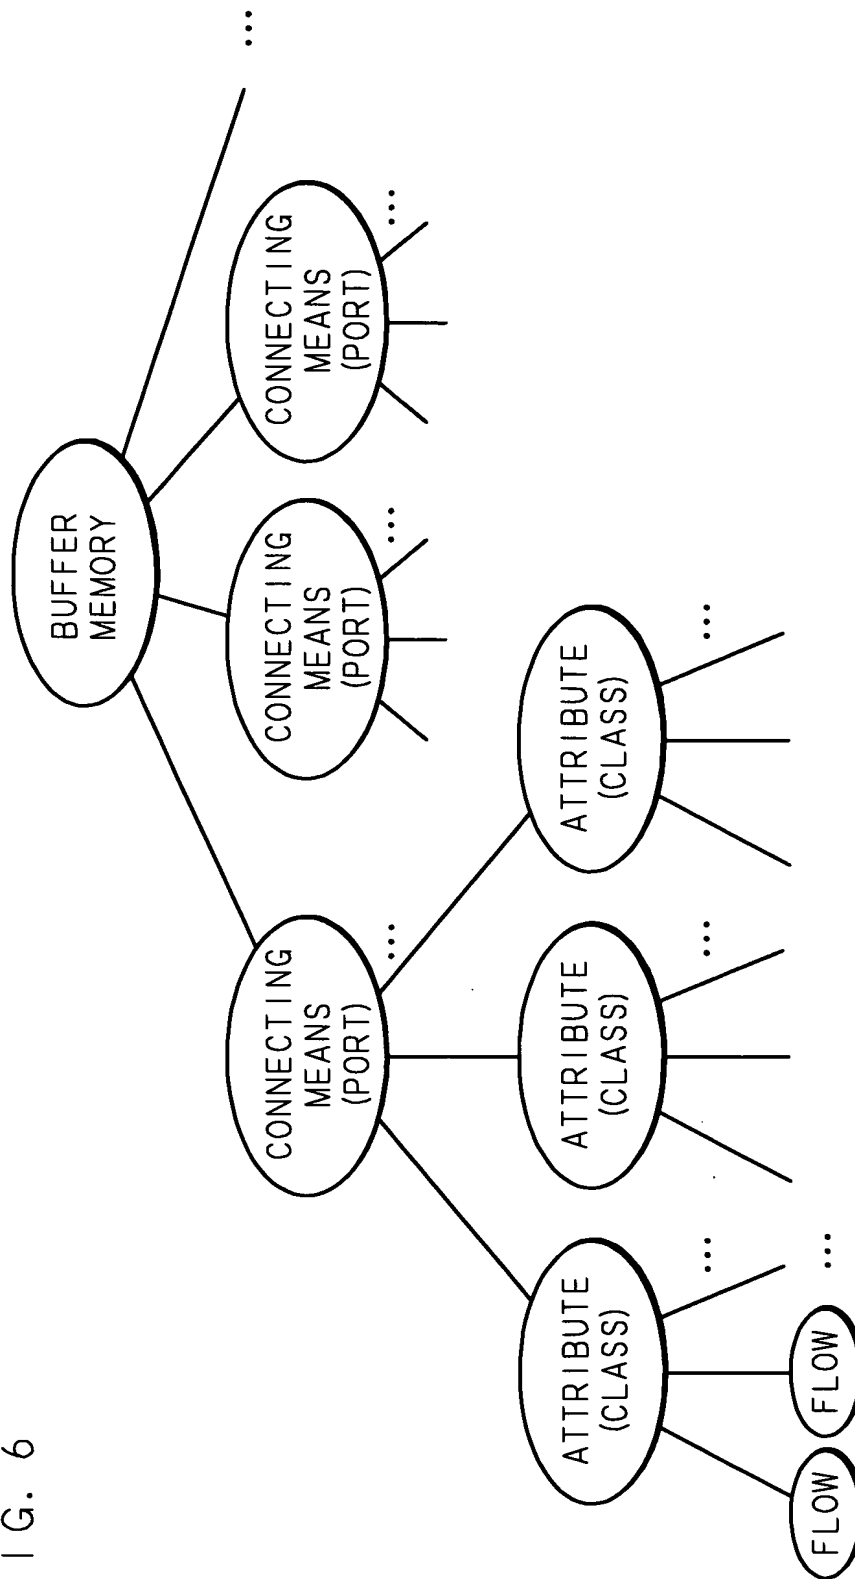 IG. 6
BUFFER
MEMORY
...
CONNECTING
MEANS
(PORT)
...
CONNECTING
MEANS
(PORT)
...
CONNECTING
MEANS
(PORT)
...
ATTRIBUTE
(CLASS)
...
ATTRIBUTE
(CLASS)
...
ATTRIBUTE
(CLASS)
...
FLOW
FLOW
...